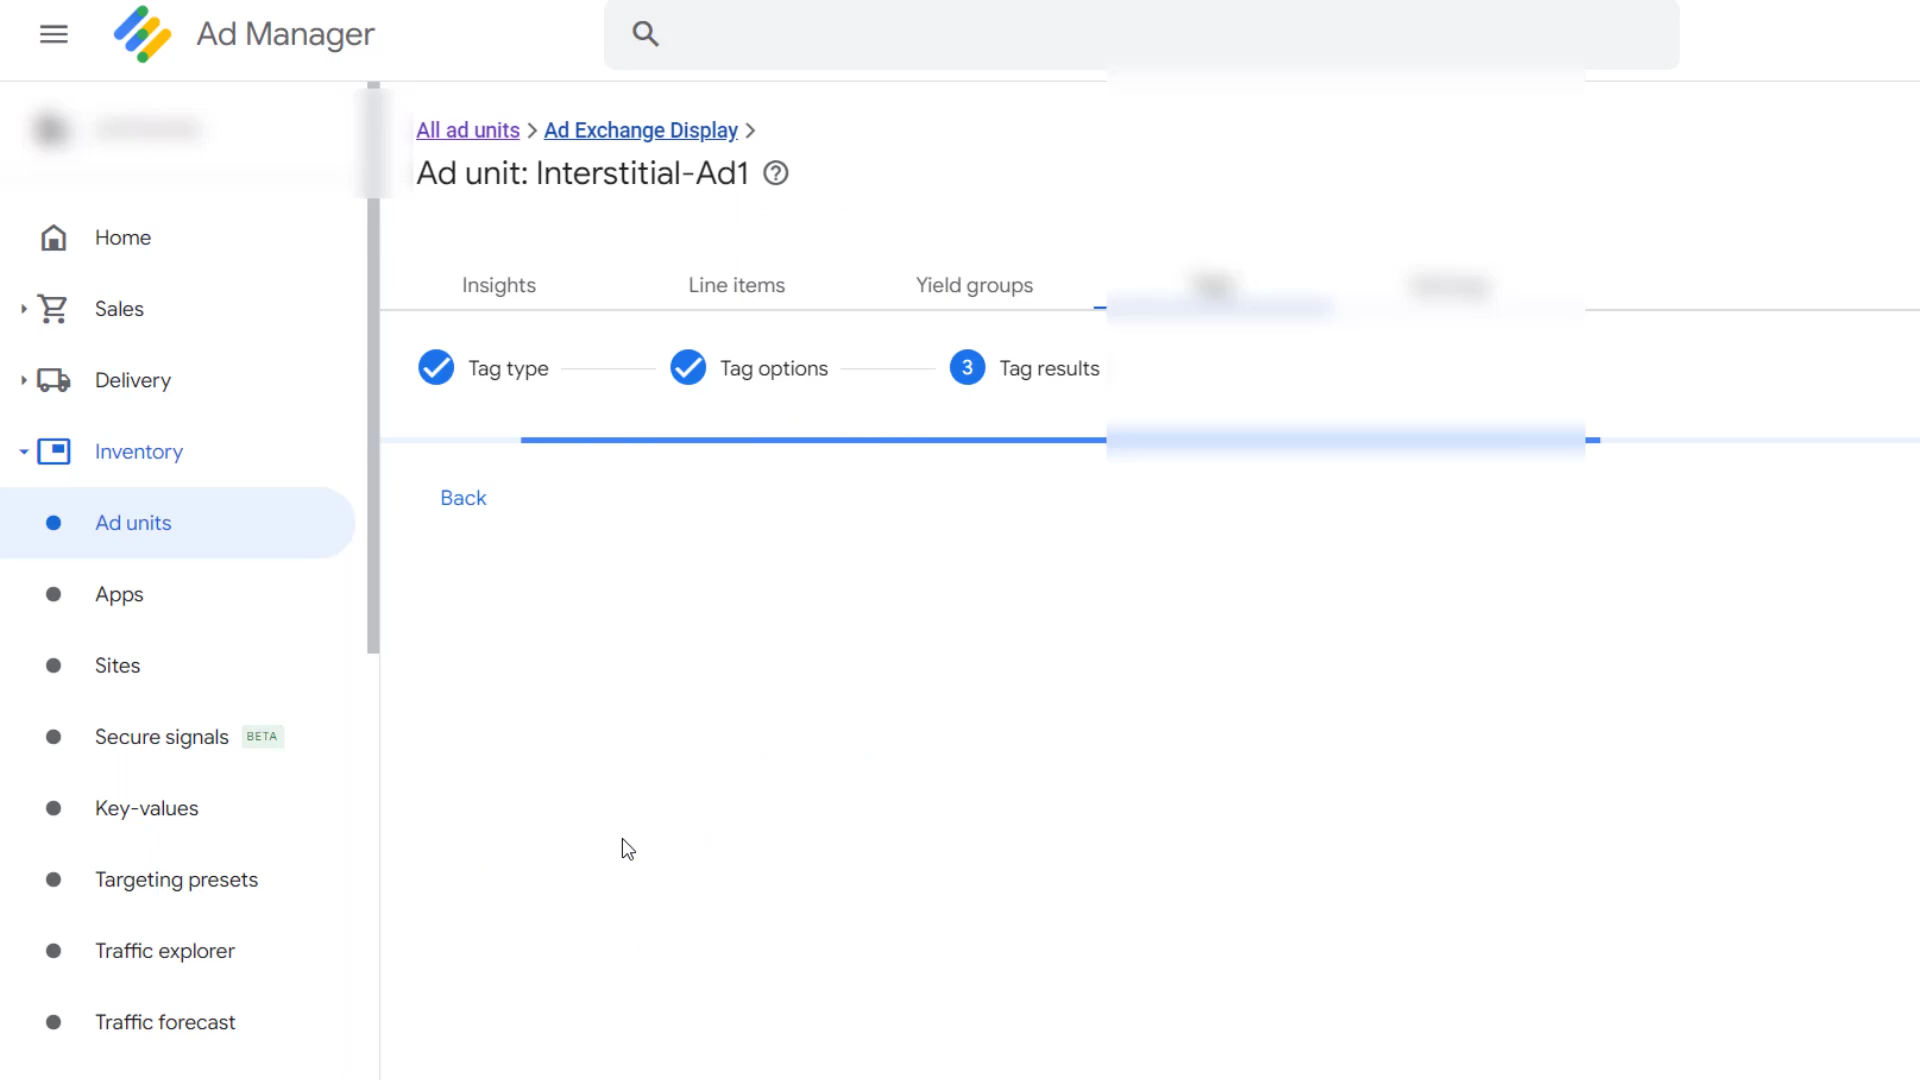 Ad Manager
All ad units > Ad Exchange Display >
Ad unit: Interstitial-Ad1 ?
Insights
Line items
Yield groups
Tag type
Tag options
3 Tag results
Back
Home
Sales
Delivery
Inventory
Ad units
Apps
Sites
Secure signals BETA
Key-values
Targeting presets
Traffic explorer
Traffic forecast